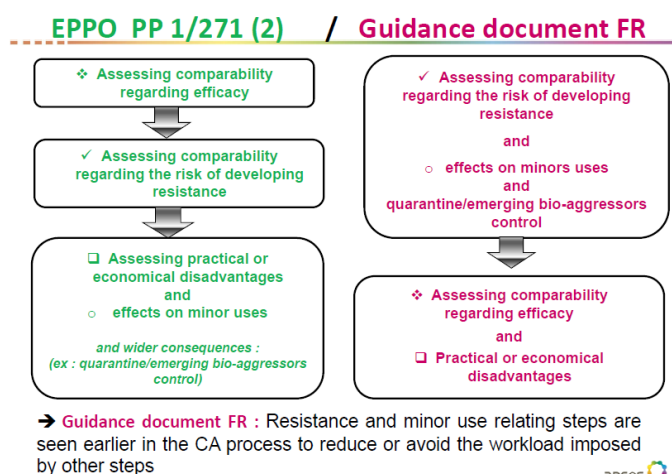 EPPO PP 1/271 (2) / Guidance document FR
❖ Assessing comparability
regarding efficacy
✓ Assessing comparability
regarding the risk of developing
resistance
❑ Assessing practical or
economical disadvantages
and
○ effects on minor uses
and wider consequences :
(ex : quarantine/emerging bio-aggressors
control)
✓ Assessing comparability
regarding the risk of developing
resistance
and
○ effects on minors uses
and
quarantine/emerging bio-aggressors
control
❖ Assessing comparability
regarding efficacy
and
❑ Practical or economical
disadvantages
➔ Guidance document FR : Resistance and minor use relating steps are
seen earlier in the CA process to reduce or avoid the workload imposed
by other steps